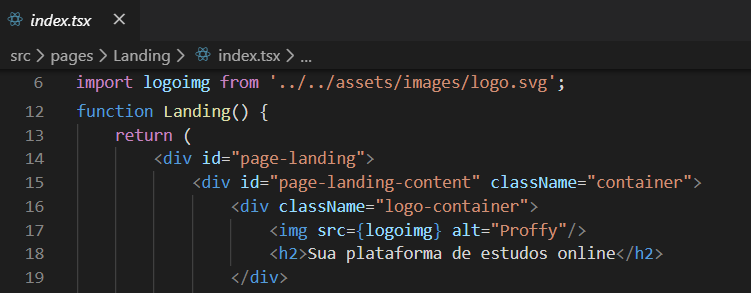 index.tsx ×
src > pages > Landing > index.tsx > ...
6 import logoimg from '../../assets/images/logo.svg';
12 function Landing() {
13 return (
14 <div id="page-landing">
15 <div id="page-landing-content" className="container">
16 <div className="logo-container">
17 <img src={logoimg} alt="Proffy"/>
18 <h2>Sua plataforma de estudos online</h2>
19 </div>